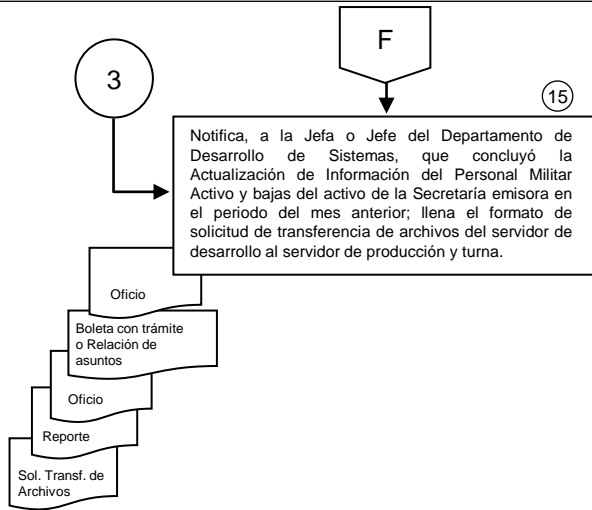 F
3
15
Notifica, a la Jefa o Jefe del Departamento de
Desarrollo de Sistemas, que concluyó la
Actualización de Información del Personal Militar
Activo y bajas del activo de la Secretaría emisora en
el periodo del mes anterior; llena el formato de
solicitud de transferencia de archivos del servidor de
desarrollo al servidor de producción y turna.
Oficio
Boleta con trámite
o Relación de
asuntos
Oficio
Reporte
Sol. Transf. de
Archivos